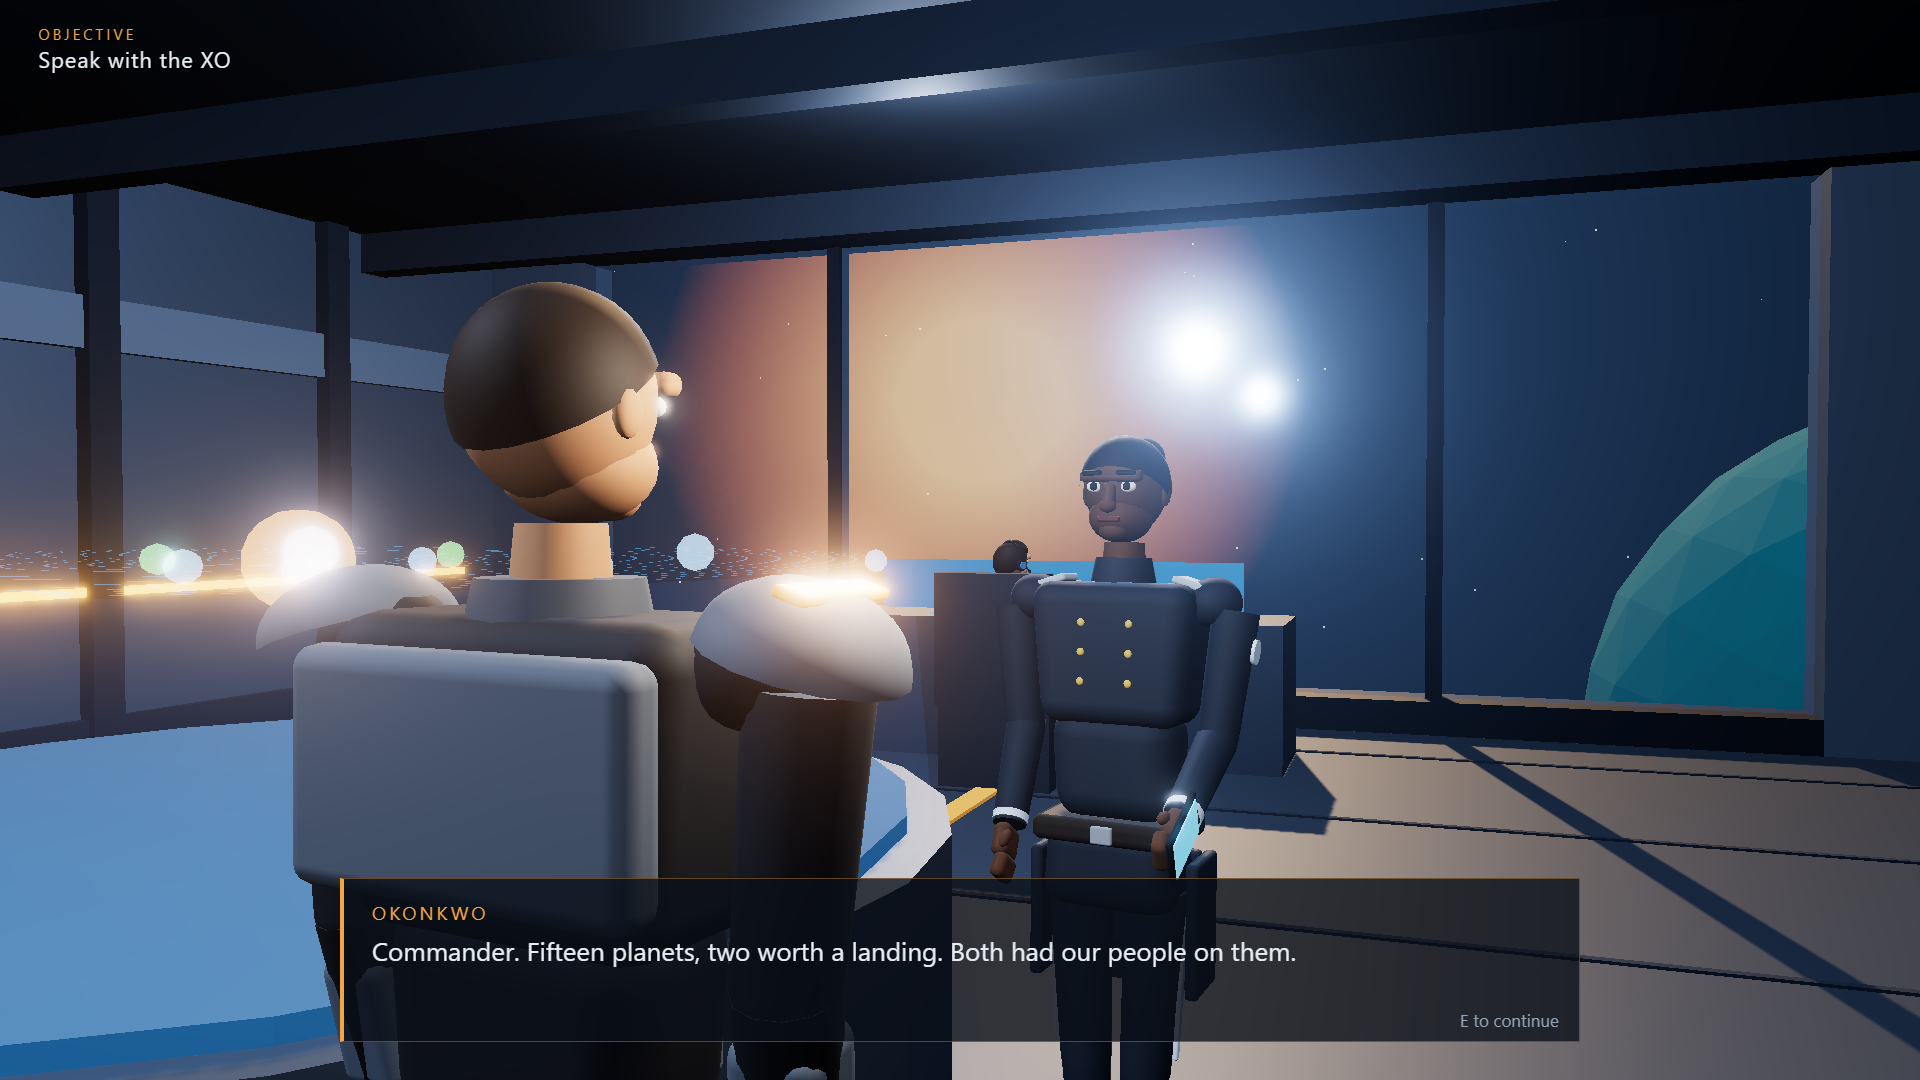 OBJECTIVE
Speak with the XO
OKONKWO
Commander. Fifteen planets, two worth a landing. Both had our people on them.
E to continue